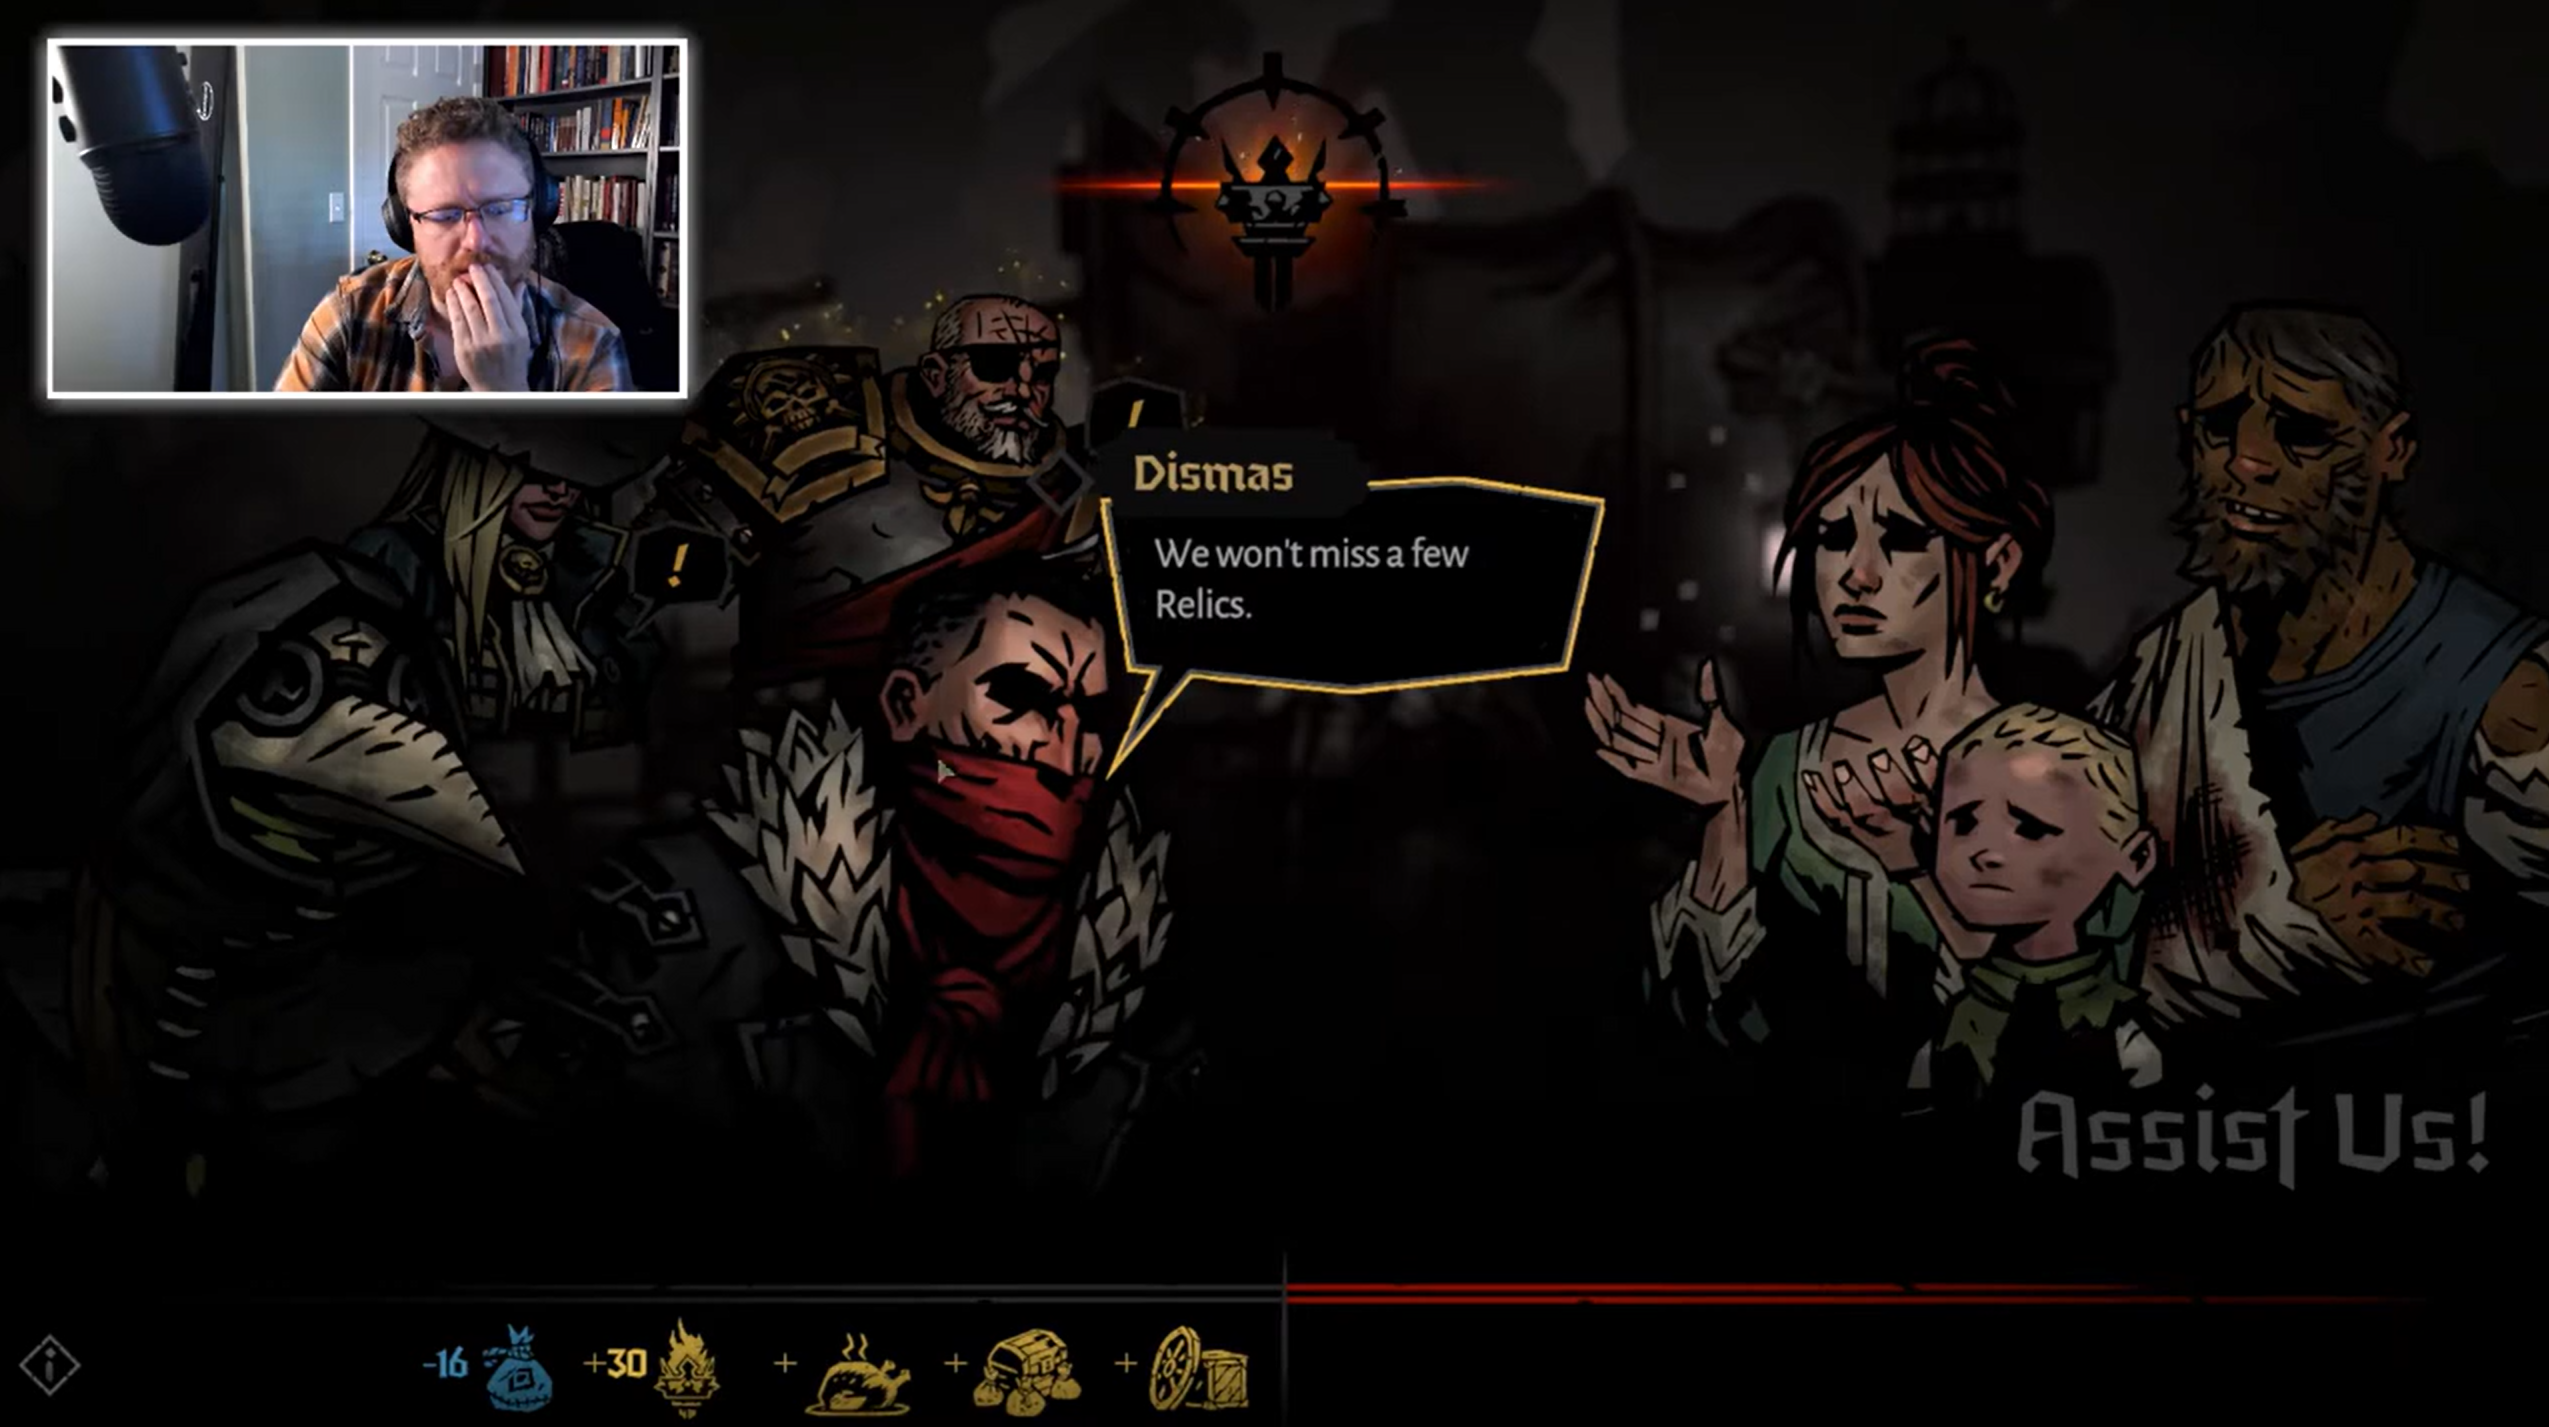 !
Dismas
!
We won't miss a few
Relics.
Assist Us!
-16 +30 + + +